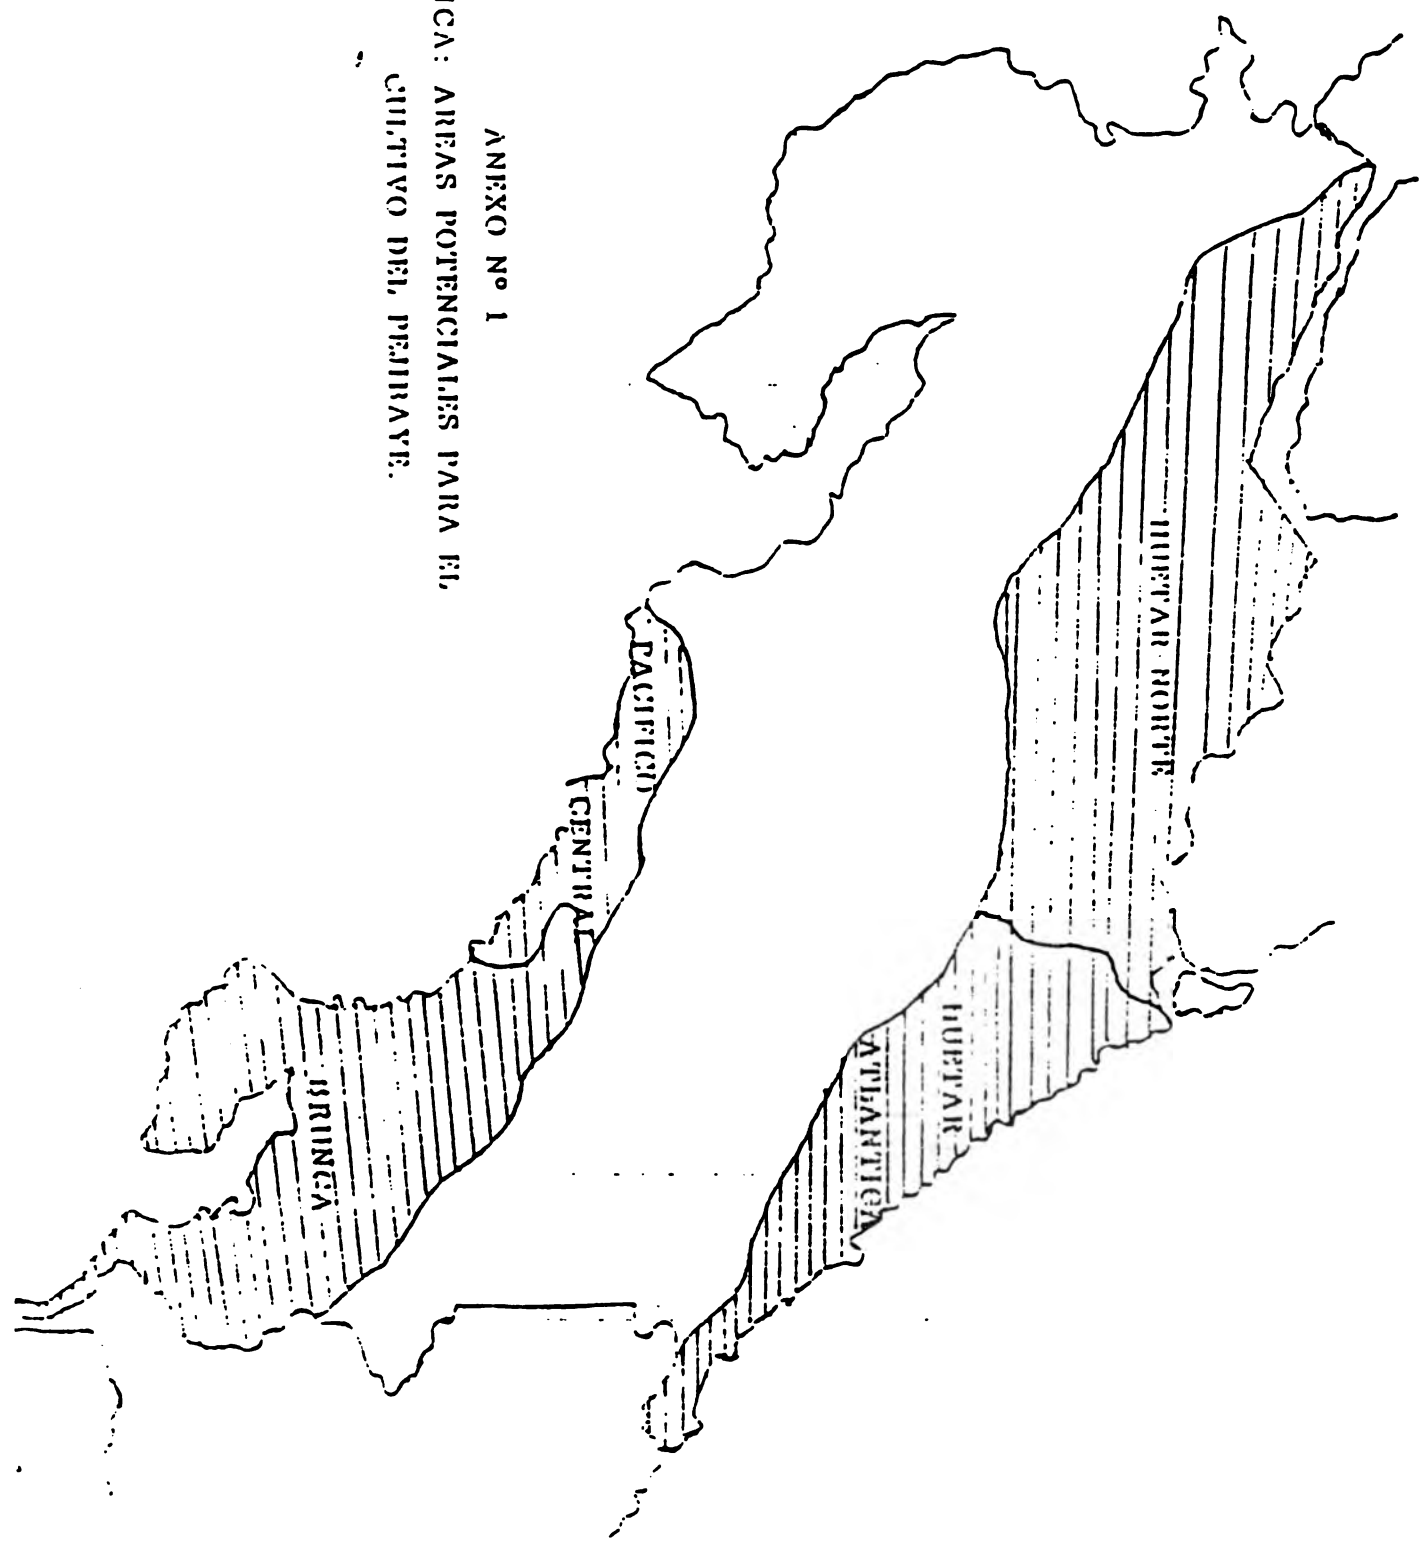 ANEXO Nº 1
ICA: AREAS POTENCIALES PARA EL
CULTIVO DEL PEJIBAYE.
HUETAR NORTE
HUETAR
ATLANTICA
PACIFICO
CENTRAL
BRUNCA